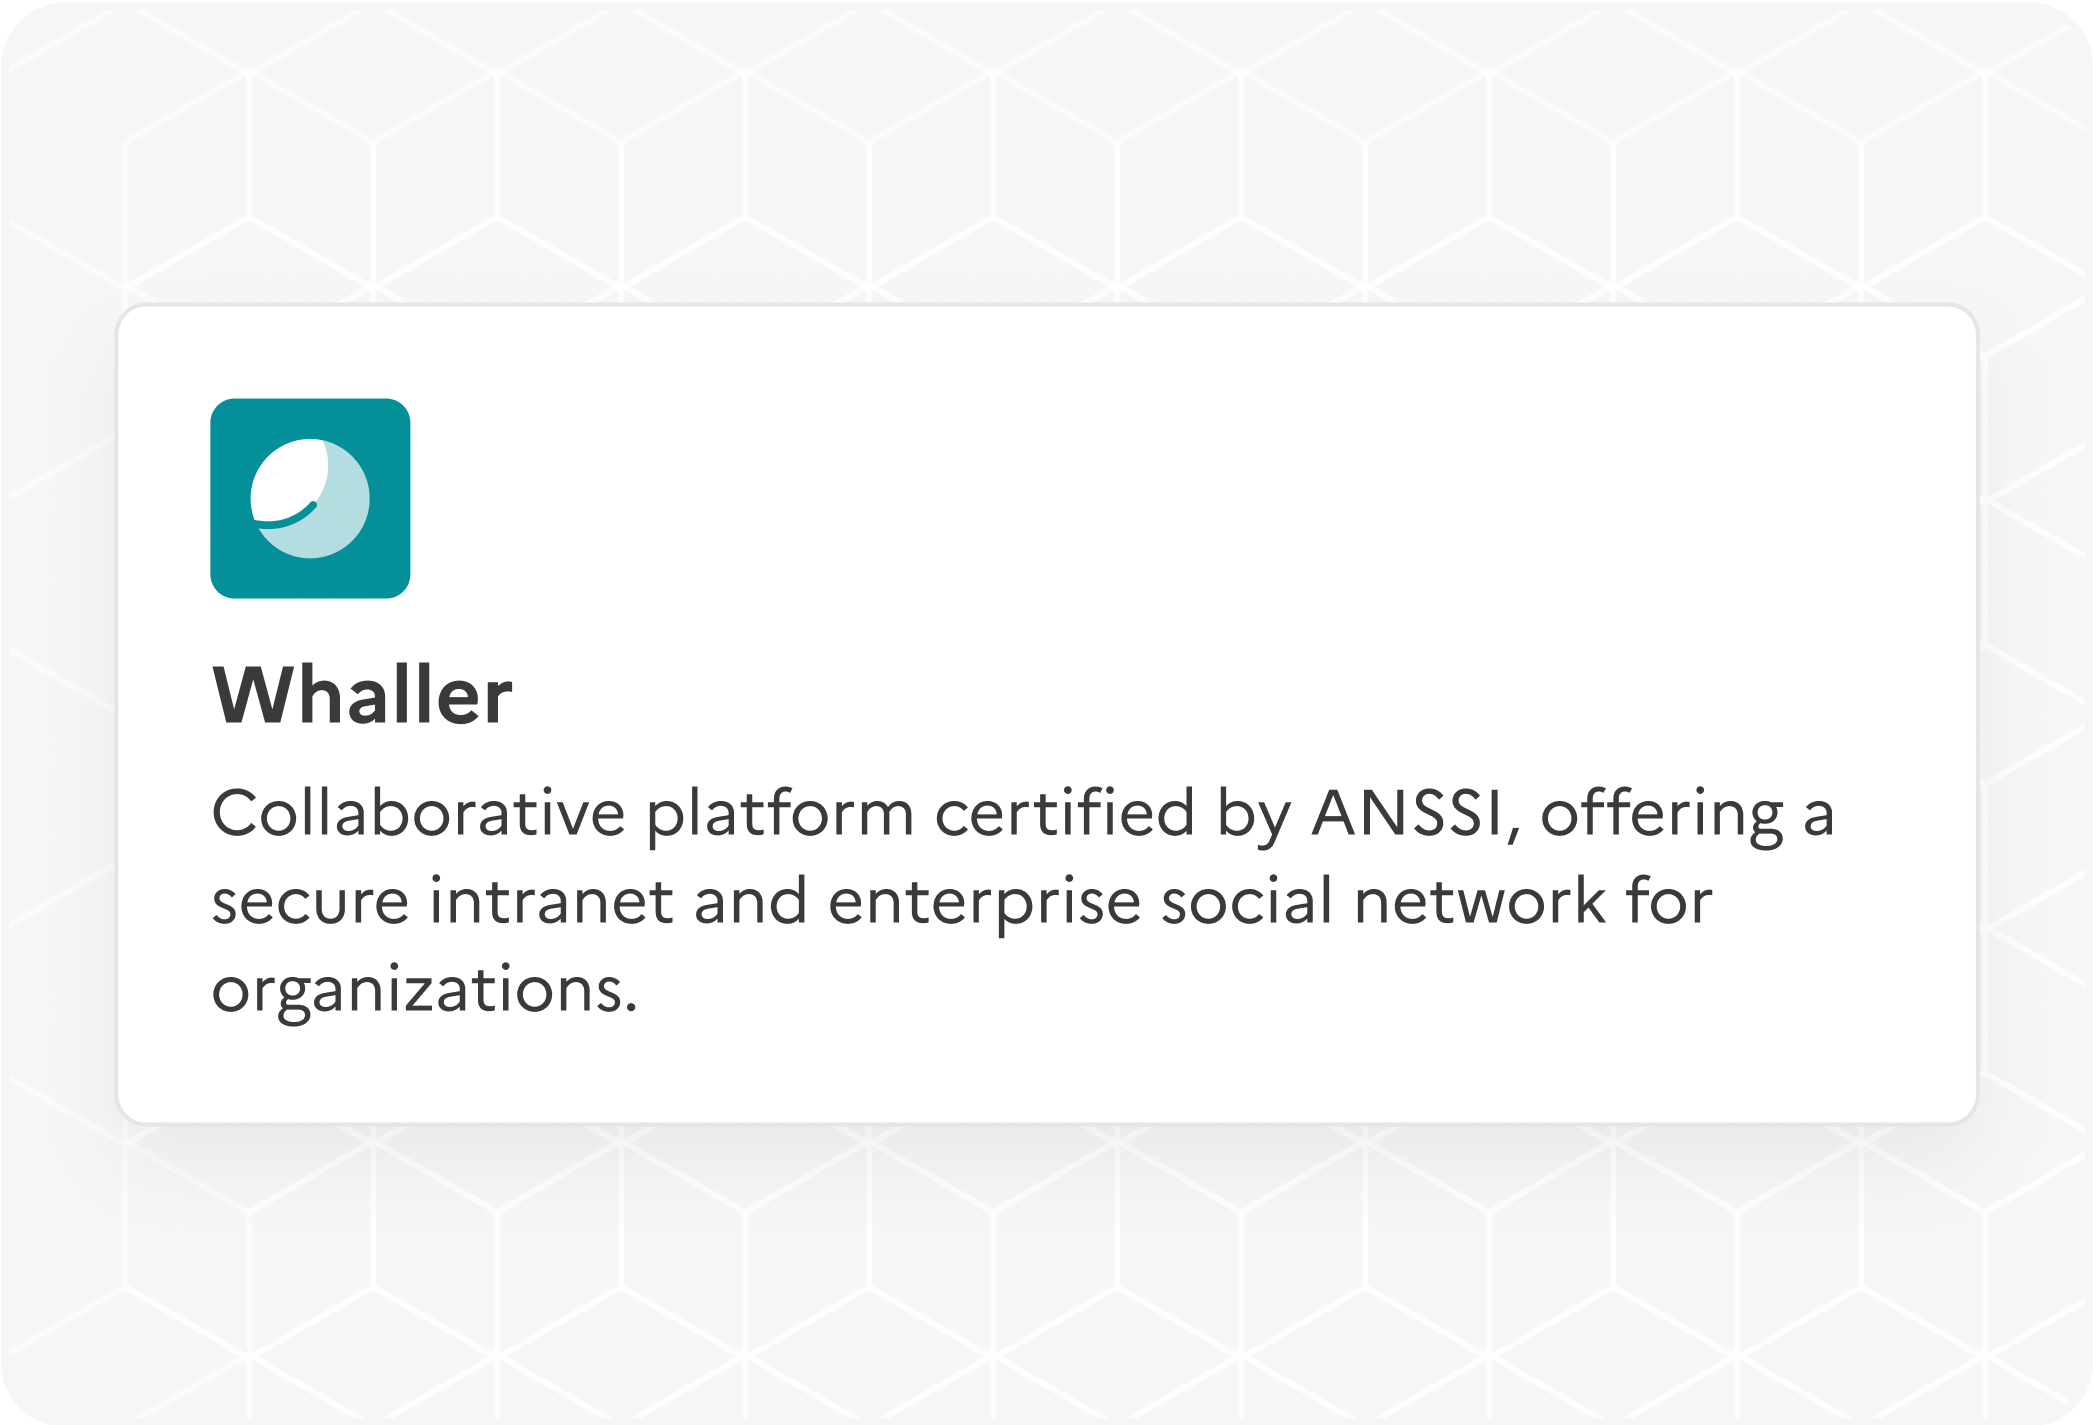 Whaller
Collaborative platform certified by ANSSI, offering a
secure intranet and enterprise social network for
organizations.